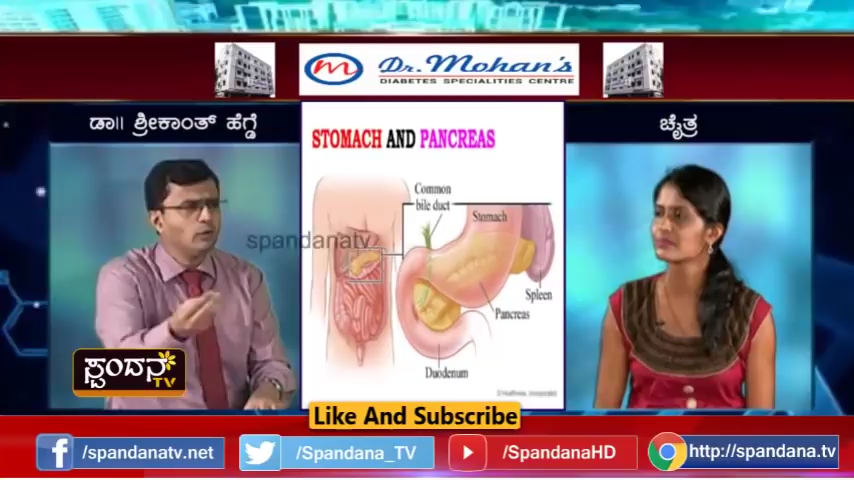 m Dr. Mohan's
DIABETES SPECIALITIES CENTRE
ಡಾ।। ಶ್ರೀಕಾಂತ್ ಹೆಗ್ಡೆ
ಚೈತ್ರ
STOMACH AND PANCREAS
Common
bile duct
Stomach
Spleen
Pancreas
Duodenum
spandanatv
ಸ್ಪಂದನ
TV
Like And Subscribe
/spandanatv.net
/Spandana_TV
/SpandanaHD
http://spandana.tv